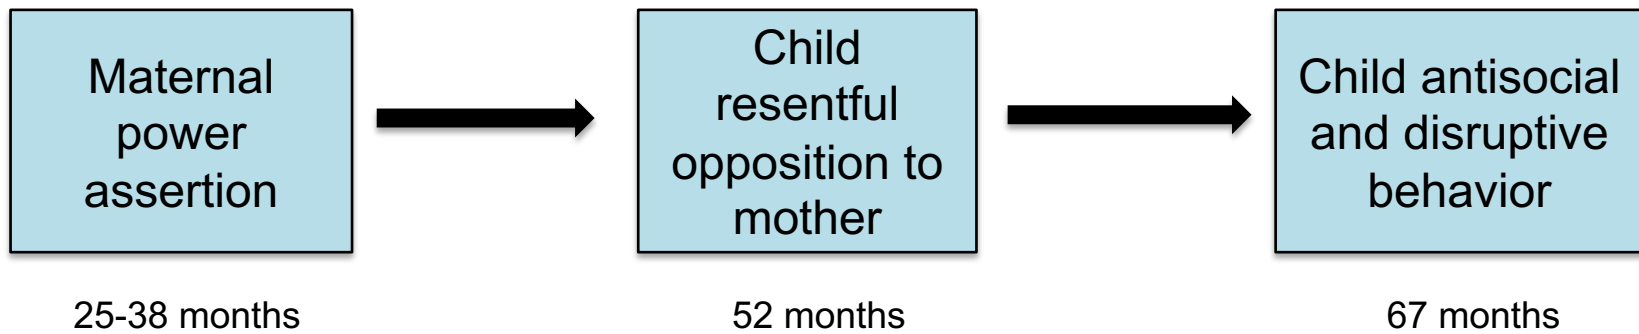 Maternal
power
assertion
Child
resentful
opposition to
mother
Child antisocial
and disruptive
behavior
25-38 months
52 months
67 months